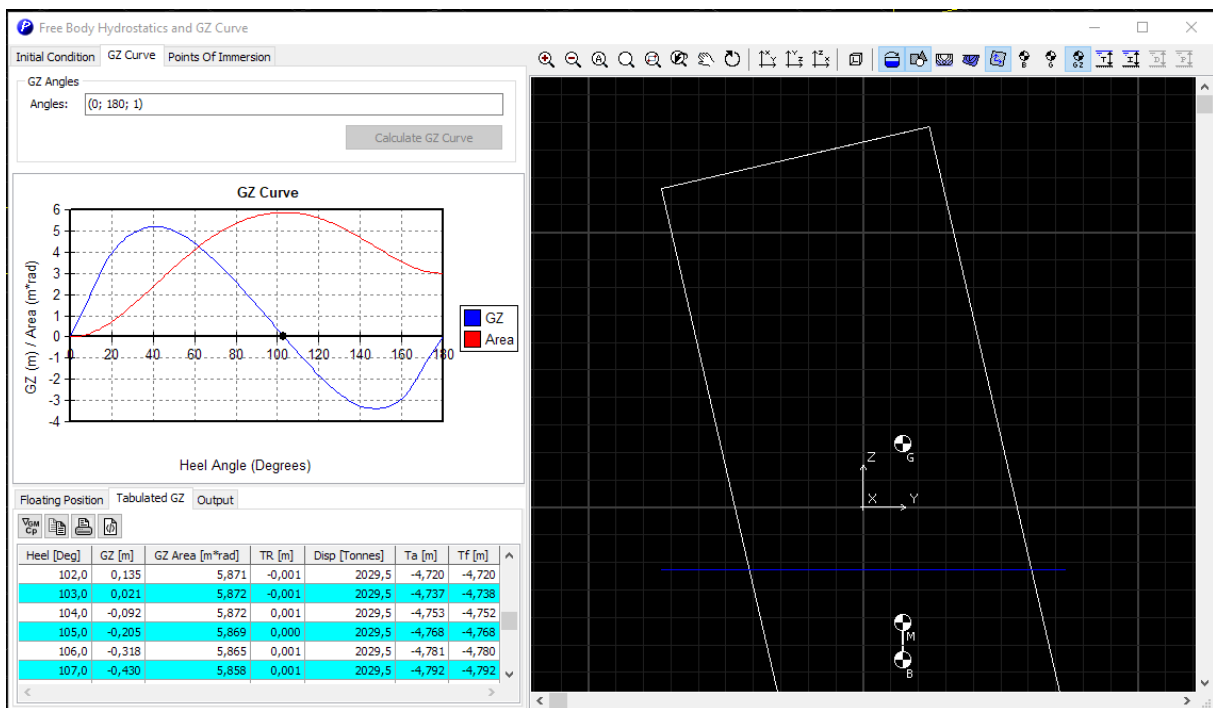 Free Body Hydrostatics and GZ Curve
Initial Condition GZ Curve Points Of Immersion
GZ Angles
Angles: (0; 180; 1)
Calculate GZ Curve
GZ Curve
GZ (m) / Area (m*rad)
6
5
4
3
2
1
0
-1
-2
-3
-4
0 20 40 60 80 100 120 140 160 180
Heel Angle (Degrees)
GZ
Area
Floating Position Tabulated GZ Output
Heel [Deg] GZ [m] GZ Area [m*rad] TR [m] Disp [Tonnes] Ta [m] Tf [m]
102,0 0,135 5,871 -0,001 2029,5 -4,720 -4,720
103,0 0,021 5,872 -0,001 2029,5 -4,737 -4,738
104,0 -0,092 5,872 0,001 2029,5 -4,753 -4,752
105,0 -0,205 5,869 0,000 2029,5 -4,768 -4,768
106,0 -0,318 5,865 0,001 2029,5 -4,781 -4,780
107,0 -0,430 5,858 0,001 2029,5 -4,792 -4,792
G
Z
X Y
M
B